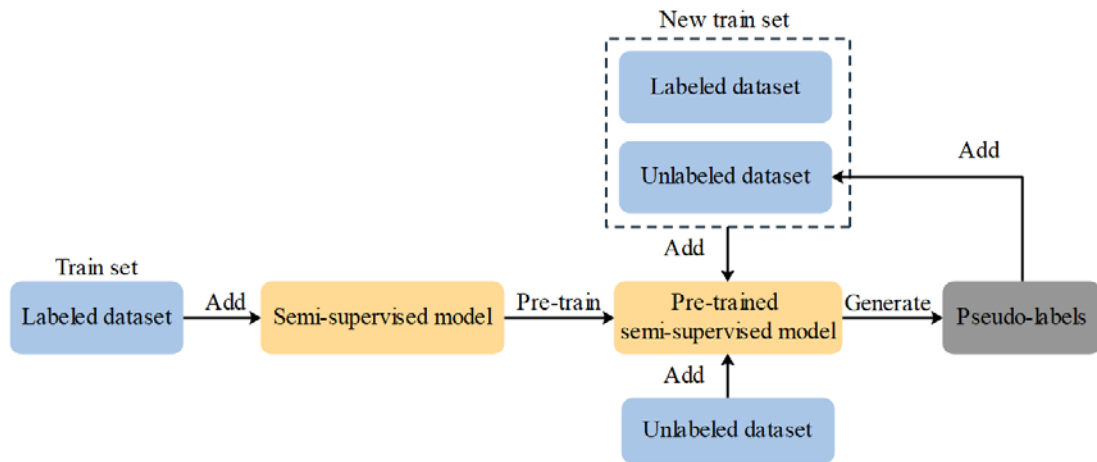 New train set
Labeled dataset
Unlabeled dataset
Add
Add
Train set
Labeled dataset
Add
Semi-supervised model
Pre-train
Pre-trained
semi-supervised model
Generate
Pseudo-labels
Add
Unlabeled dataset